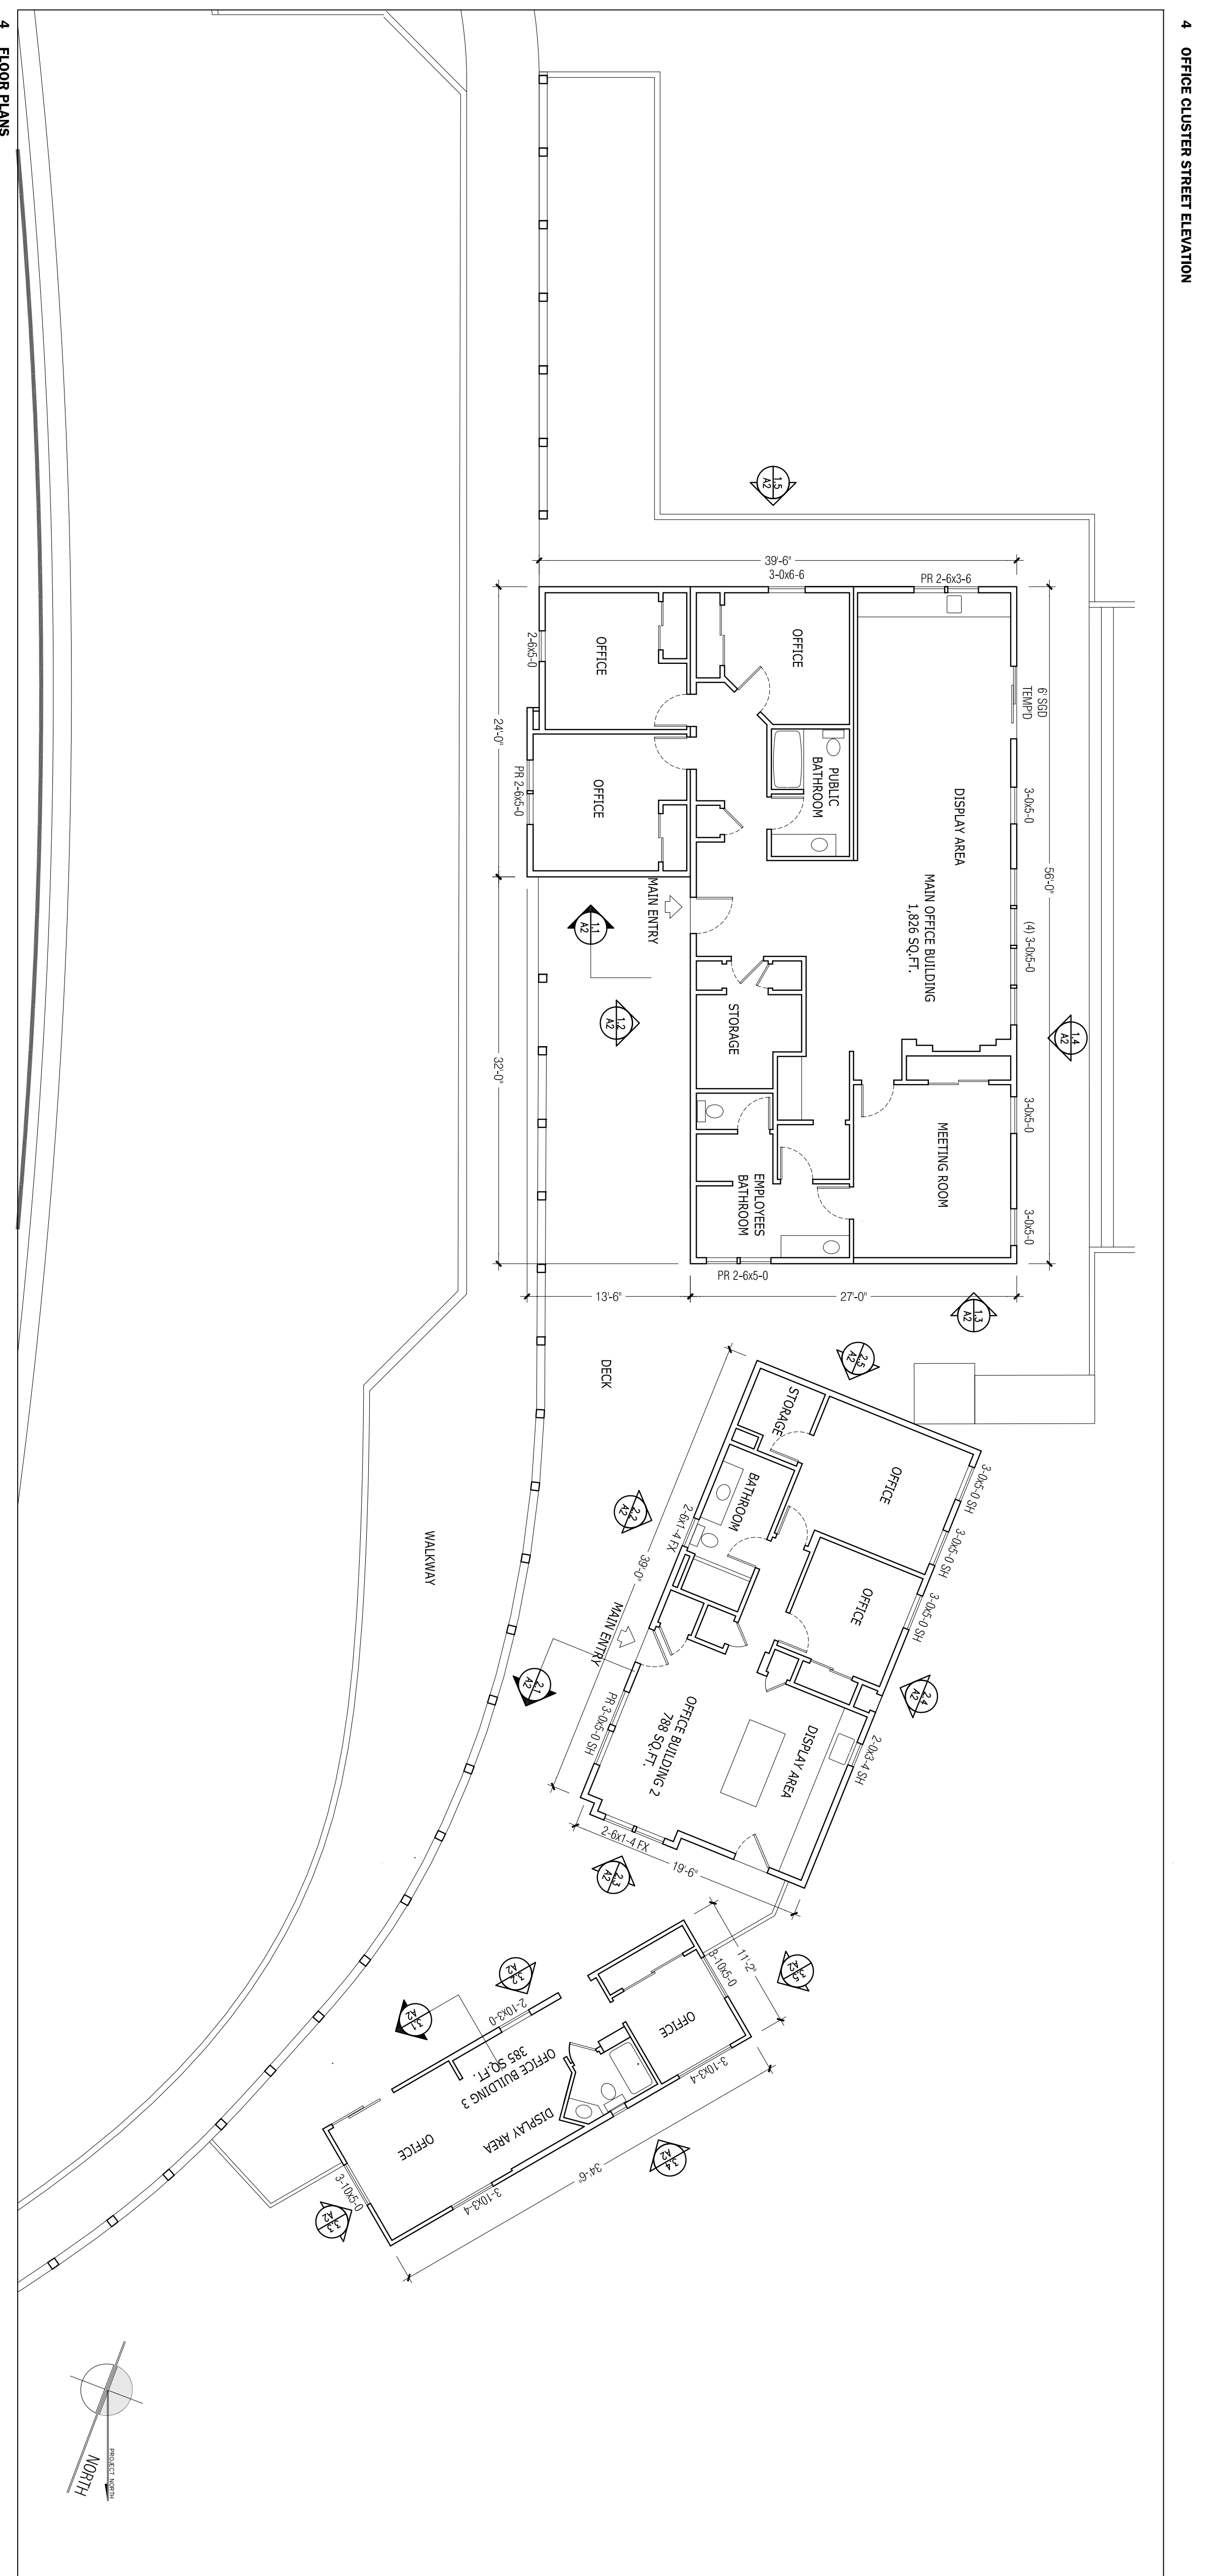 4 OFFICE CLUSTER STREET ELEVATION
4 FLOOR PLANS
1.5
A2
39'-6"
3-0x6-6
PR 2-6x3-6
6' SGD
TEMP'D
3-0x5-0
56'-0"
(4) 3-0x5-0
1.4
A2
3-0x5-0
3-0x5-0
DISPLAY AREA
MAIN OFFICE BUILDING
1,826 SQ.FT.
MEETING ROOM
OFFICE
PUBLIC
BATHROOM
STORAGE
EMPLOYEES
BATHROOM
OFFICE
OFFICE
2-6x5-0
PR 2-6x5-0
24'-0"
32'-0"
MAIN ENTRY
1.1
A2
1.2
A2
PR 2-6x5-0
13'-6"
27'-0"
1.3
A2
DECK
WALKWAY
2.5
A2
STORAGE
OFFICE
BATHROOM
OFFICE
3-0x5-0 SH
3-0x5-0 SH
3-0x5-0 SH
2.4
A2
2-0x3-4 SH
2-6x1-4 FX
2.2
A2
39'-0"
MAIN ENTRY
2.1
A2
PR 3-0x5-0 SH
OFFICE BUILDING 2
788 SQ.FT.
DISPLAY AREA
2-6x1-4 FX
19'-6"
2.3
A2
11'-2"
3.5
A2
3-10x5-0
OFFICE
3-10x3-4
3.2
A2
2-10x3-0
3.1
A2
OFFICE BUILDING 3
385 SQ.FT.
DISPLAY AREA
OFFICE
3-10x5-0
3-10x3-4
34'-6"
3.4
A2
3.3
A2
PROJECT NORTH
NORTH